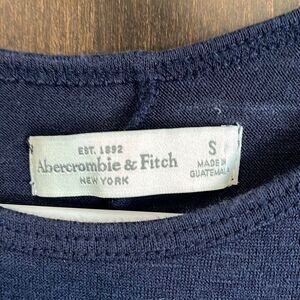 EST. 1892
Abercrombie & Fitch
NEW YORK
S
MADE IN
GUATEMALA